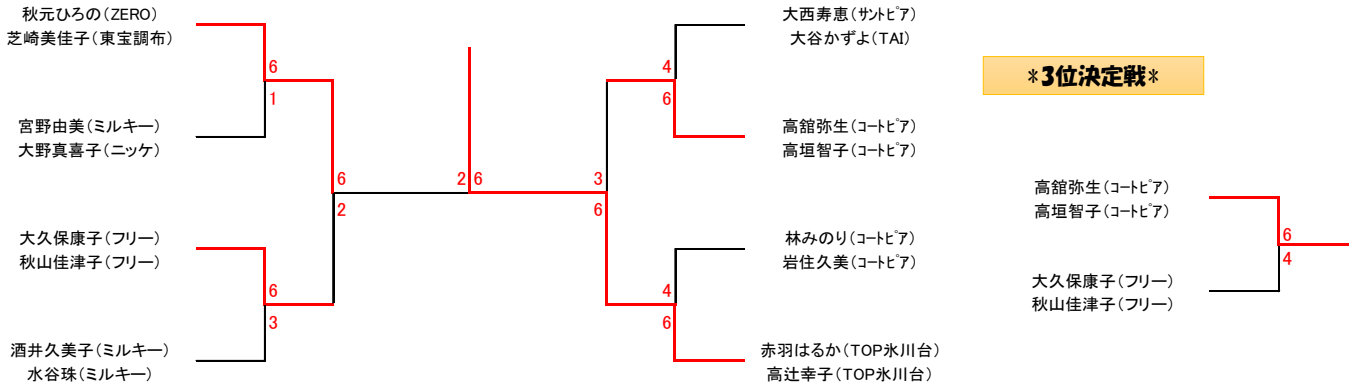 秋元ひろの(ZERO)
芝崎美佳子(東宝調布)
6
1
宮野由美(ミルキー)
大野真喜子(ニッケ)
6
2
大久保康子(フリー)
秋山佳津子(フリー)
6
3
酒井久美子(ミルキー)
水谷珠(ミルキー)
2
6
大西寿恵(サントピア)
大谷かずよ(TAI)
4
6
高舘弥生(コートピア)
高垣智子(コートピア)
3
6
林みのり(コートピア)
岩住久美(コートピア)
4
6
赤羽はるか(TOP氷川台)
高辻幸子(TOP氷川台)
*3位決定戦*
高舘弥生(コートピア)
高垣智子(コートピア)
6
4
大久保康子(フリー)
秋山佳津子(フリー)